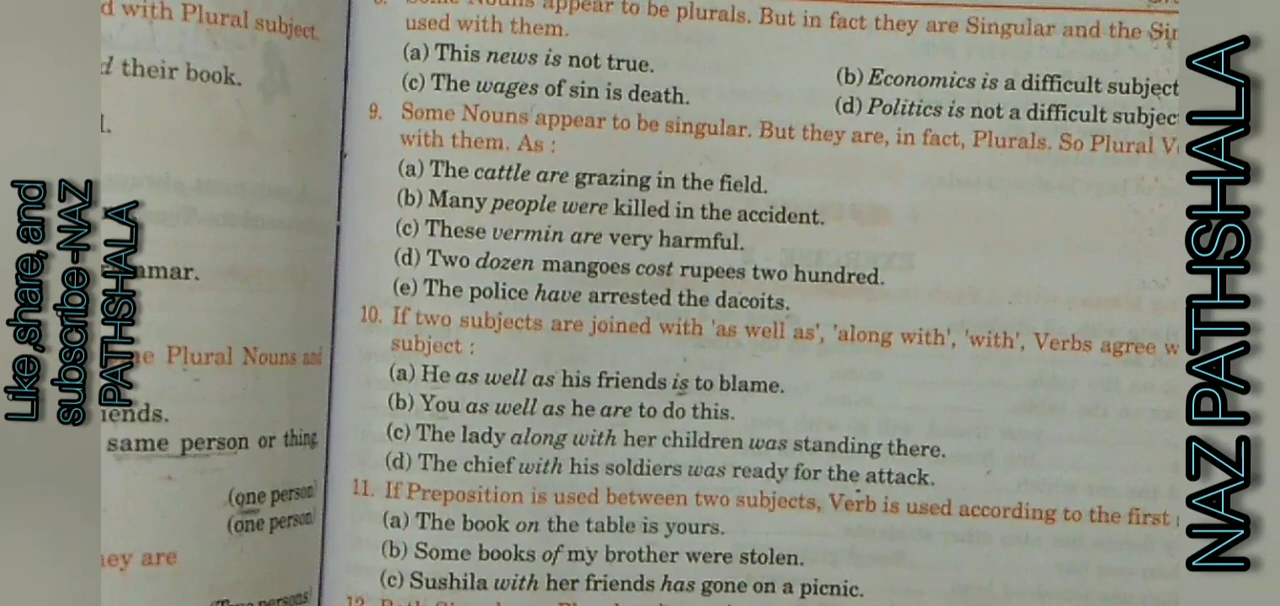 Like, share, and
subscribe -NAZ
PATHSHALA
d with Plural subject.
d their book.
mar.
Plural Nouns and
iends.
same person or thing
(one person)
(one person)
ey are
persons)
appear to be plurals. But in fact they are Singular and the Sin
used with them.
(a) This news is not true.
(b) Economics is a difficult subject
(c) The wages of sin is death.
(d) Politics is not a difficult subjec
9. Some Nouns appear to be singular. But they are, in fact, Plurals. So Plural V
with them. As :
(a) The cattle are grazing in the field.
(b) Many people were killed in the accident.
(c) These vermin are very harmful.
(d) Two dozen mangoes cost rupees two hundred.
(e) The police have arrested the dacoits.
10. If two subjects are joined with 'as well as', 'along with', 'with', Verbs agree w
subject :
(a) He as well as his friends is to blame.
(b) You as well as he are to do this.
(c) The lady along with her children was standing there.
(d) The chief with his soldiers was ready for the attack.
11. If Preposition is used between two subjects, Verb is used according to the first
(a) The book on the table is yours.
(b) Some books of my brother were stolen.
(c) Sushila with her friends has gone on a picnic.
12.
NAZ PATHSHALA